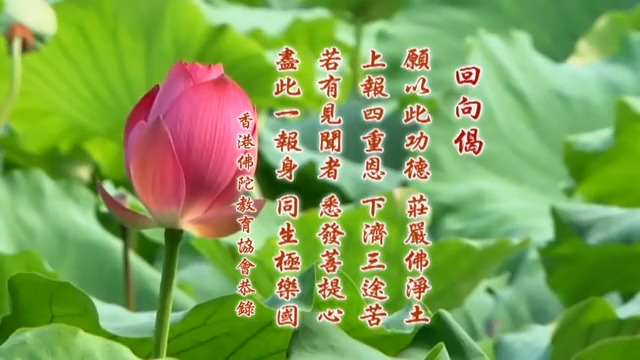 回向偈
願以此功德 莊嚴佛淨土
上報四重恩 下濟三途苦
若有見聞者 悉發菩提心
盡此一報身 同生極樂國
香港佛陀教育協會恭錄